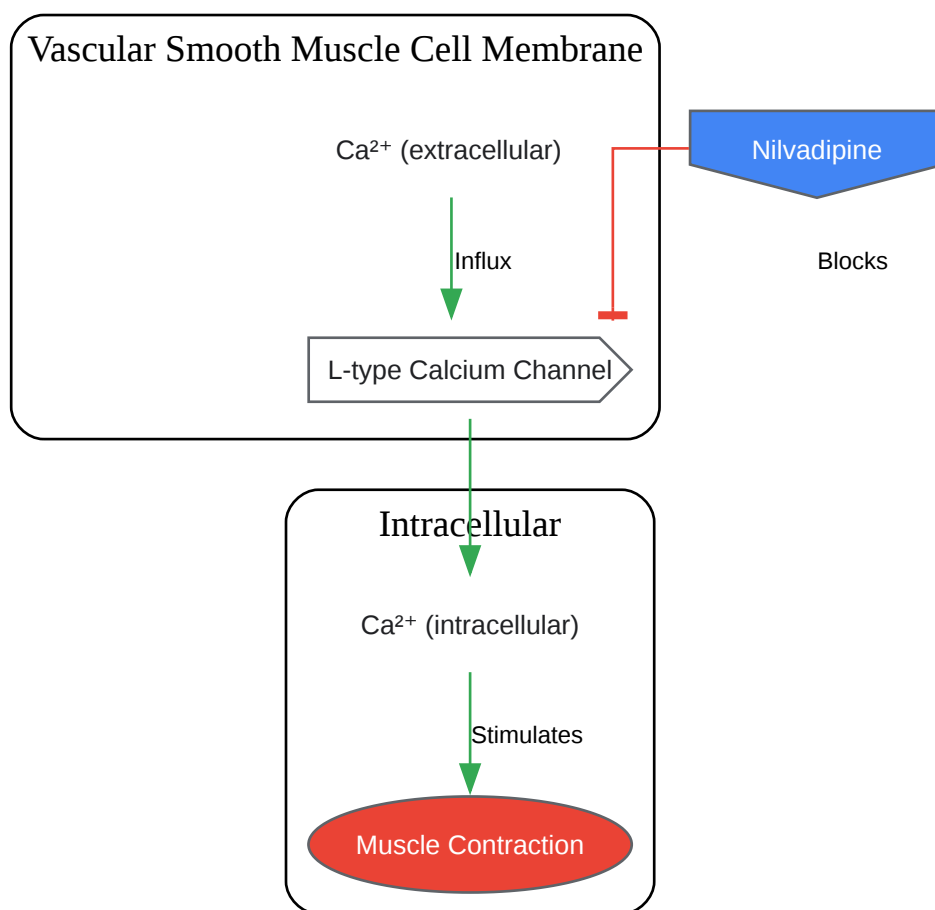 Vascular Smooth Muscle Cell Membrane
Ca²⁺ (extracellular)
Nilvadipine
Influx
Blocks
L-type Calcium Channel
Intracellular
Ca²⁺ (intracellular)
Stimulates
Muscle Contraction